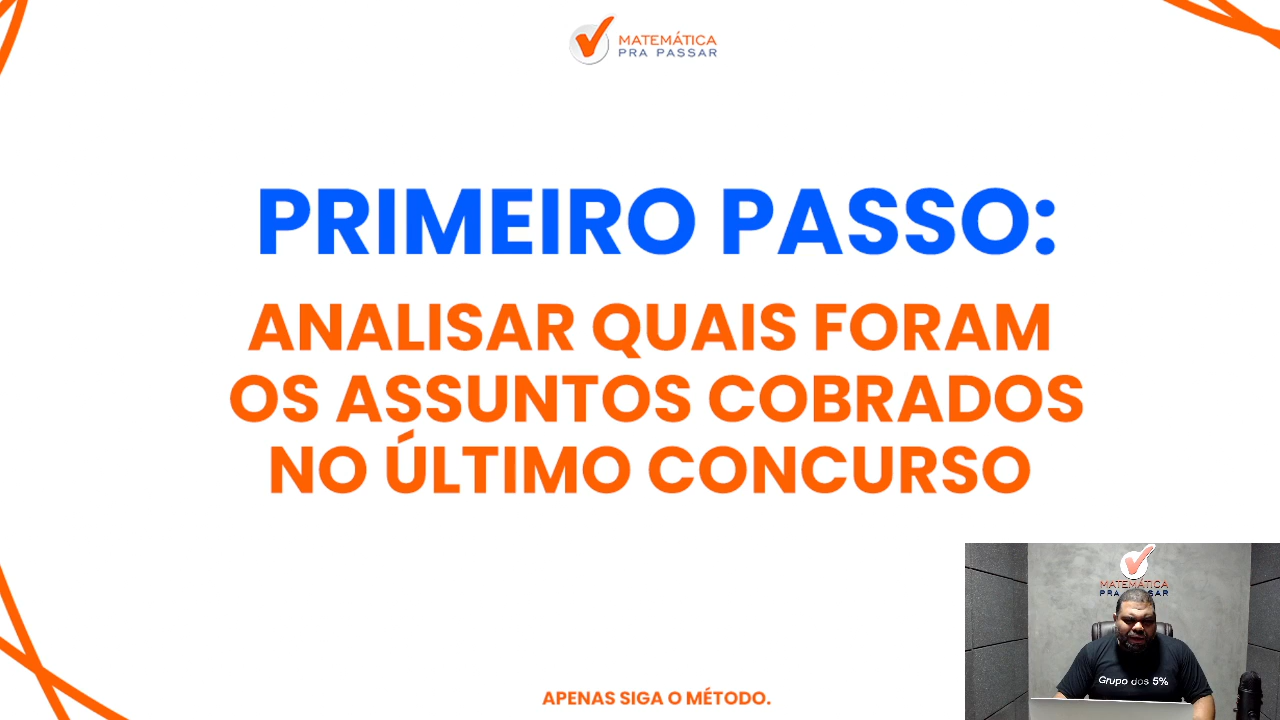 MATEMÁTICA
PRA PASSAR
PRIMEIRO PASSO:
ANALISAR QUAIS FORAM
OS ASSUNTOS COBRADOS
NO ÚLTIMO CONCURSO
MATEMÁTICA
PRA PASSAR
Grupo dos 5%
APENAS SIGA O MÉTODO.